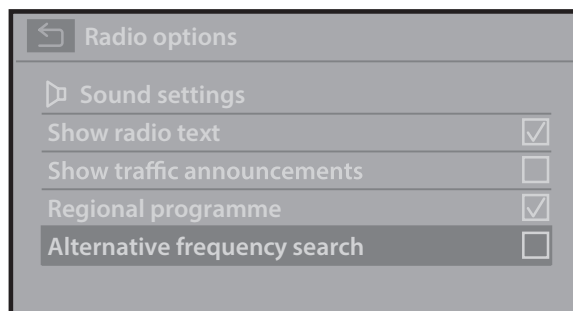 Radio options
Sound settings
Show radio text
Show traffic announcements
Regional programme
Alternative frequency search